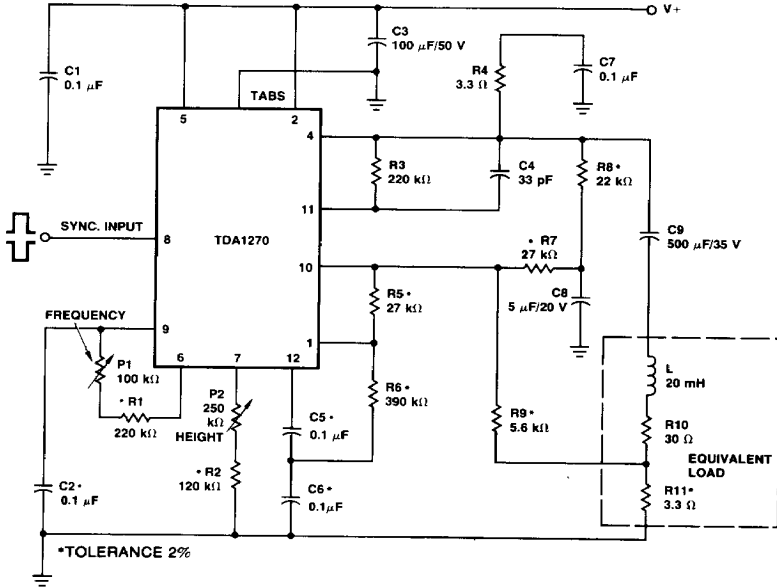 V+
C3
100 µF/50 V
C1
0.1 µF
C7
0.1 µF
R4
3.3 Ω
TABS
5
2
4
R3
220 kΩ
C4
33 pF
R8*
22 kΩ
11
SYNC. INPUT
8
TDA1270
C9
500 µF/35 V
10
* R7
27 kΩ
C8
5 µF/20 V
R5*
27 kΩ
FREQUENCY
9
1
6
7
12
P1
100 kΩ
* R1
220 kΩ
P2
250
kΩ
HEIGHT
R6*
390 kΩ
L
20 mH
C5*
0.1 µF
R9*
5.6 kΩ
R10
30 Ω
EQUIVALENT
LOAD
C2*
0.1 µF
* R2
120 kΩ
C6*
0.1µF
R11*
3.3 Ω
*TOLERANCE 2%